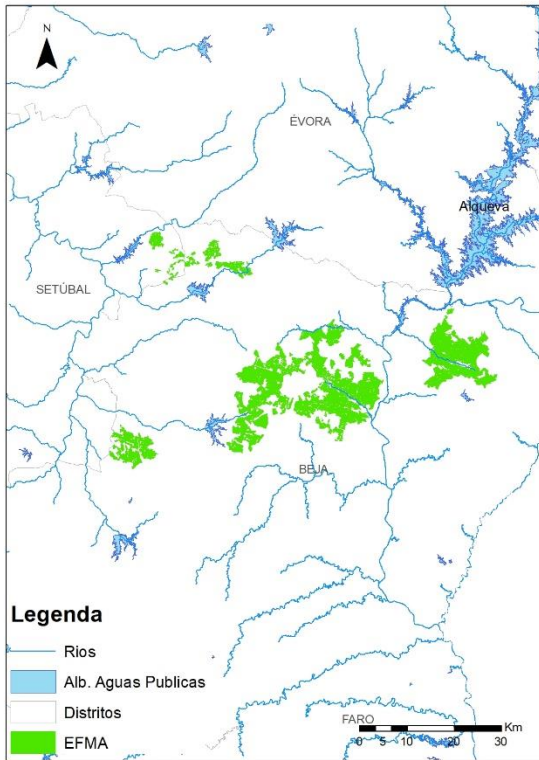 N
ÉVORA
Alqueva
SETÚBAL
BEJA
Legenda
Rios
Alb. Aguas Publicas
Distritos
EFMA
FARO
Km
0 5 10 20 30